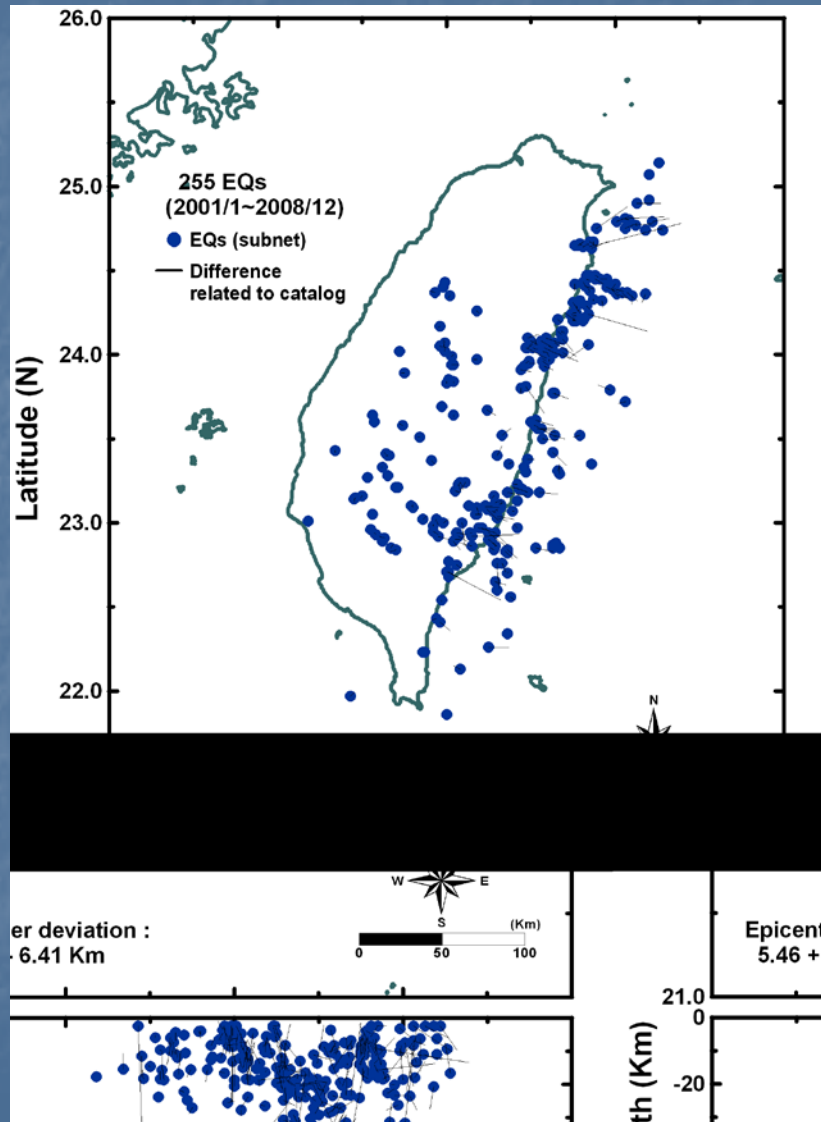 26.0
255 EQs
(2001/1~2008/12)
EQs (subnet)
Difference
related to catalog
25.0
24.0
23.0
22.0
Latitude (N)
N
W E
S
(Km)
0 50 100
er deviation :
6.41 Km
Epicent
5.46 +
21.0
0
-20
th (Km)